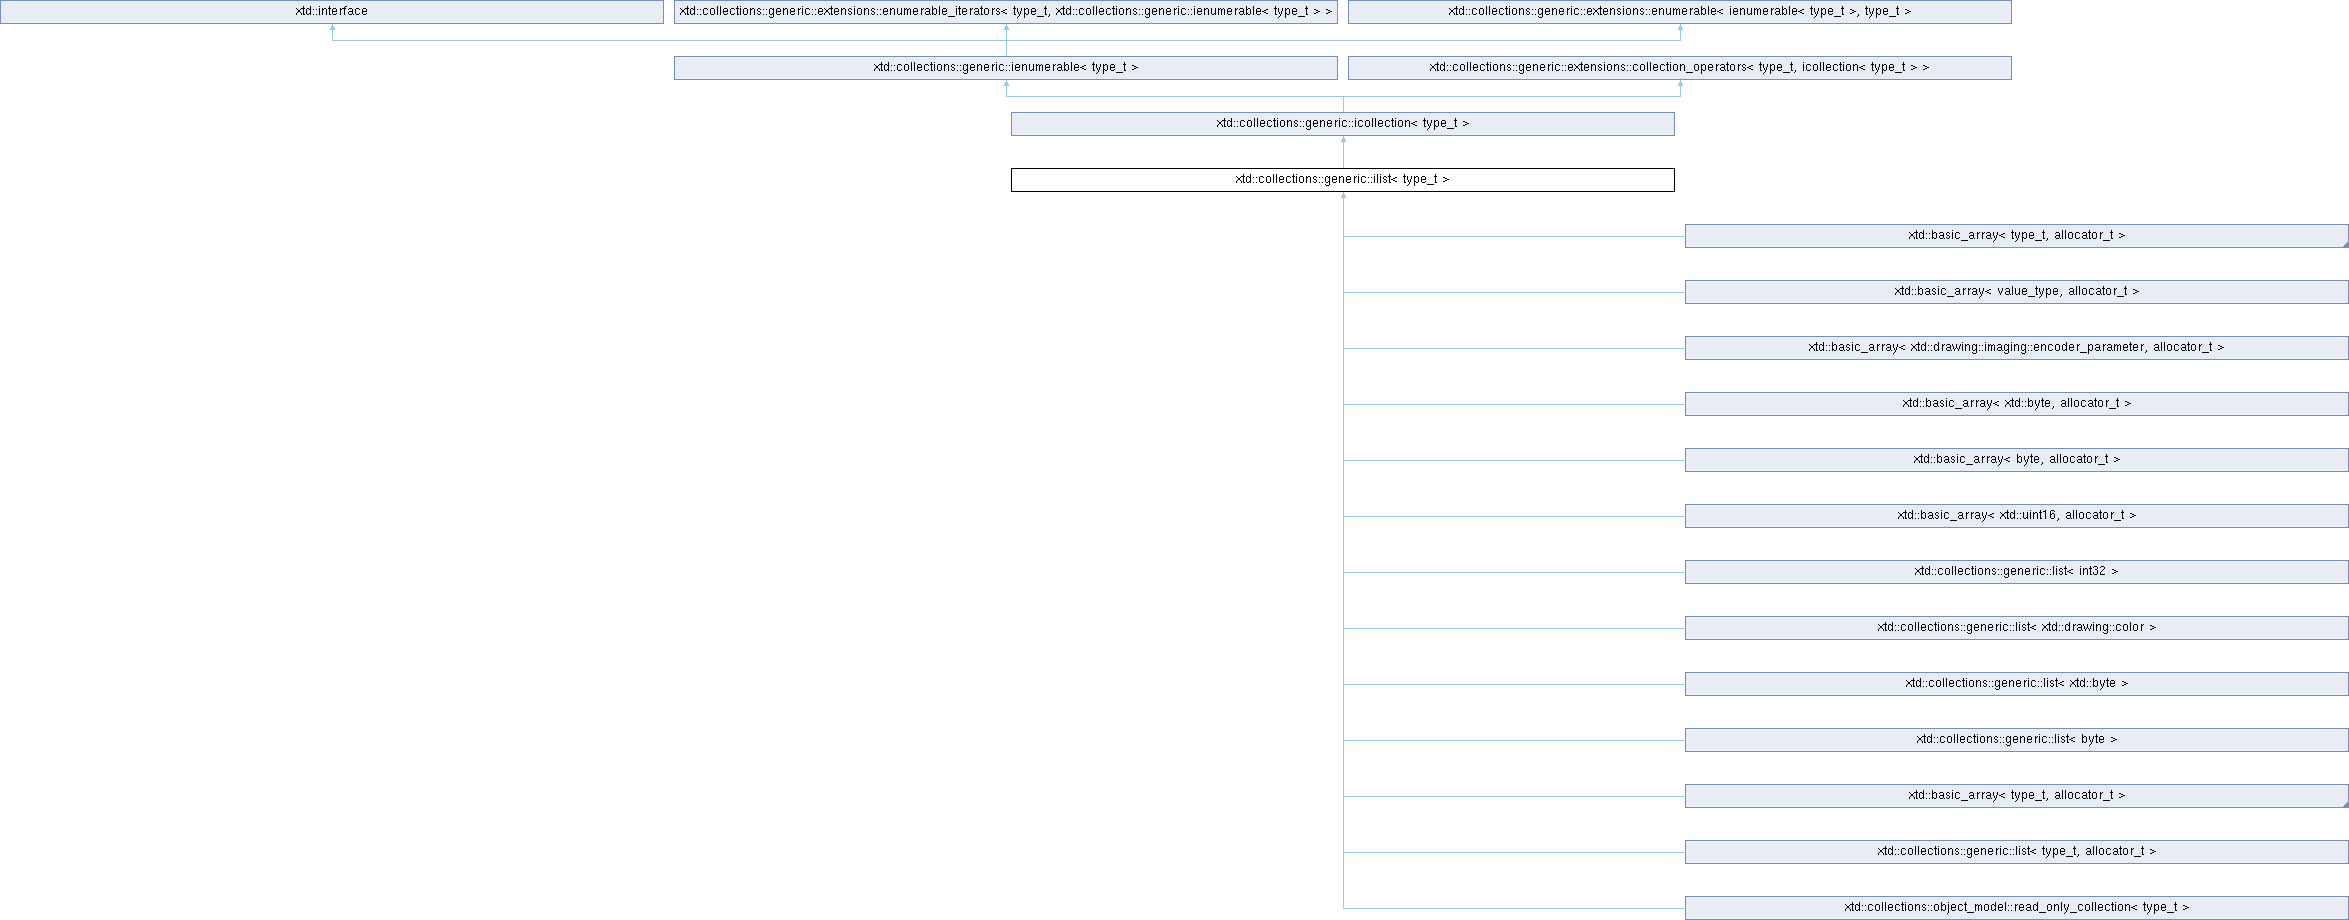 xtd::interface
xtd::collections::generic::extensions::enumerable_iterators< type_t, xtd::collections::generic::ienumerable< type_t > >
xtd::collections::generic::extensions::enumerable< ienumerable< type_t >, type_t >
xtd::collections::generic::ienumerable< type_t >
xtd::collections::generic::extensions::collection_operators< type_t, icollection< type_t > >
xtd::collections::generic::icollection< type_t >
xtd::collections::generic::ilist< type_t >
xtd::basic_array< type_t, allocator_t >
xtd::basic_array< value_type, allocator_t >
xtd::basic_array< xtd::drawing::imaging::encoder_parameter, allocator_t >
xtd::basic_array< xtd::byte, allocator_t >
xtd::basic_array< byte, allocator_t >
xtd::basic_array< xtd::uint16, allocator_t >
xtd::collections::generic::list< int32 >
xtd::collections::generic::list< xtd::drawing::color >
xtd::collections::generic::list< xtd::byte >
xtd::collections::generic::list< byte >
xtd::basic_array< type_t, allocator_t >
xtd::collections::generic::list< type_t, allocator_t >
xtd::collections::object_model::read_only_collection< type_t >